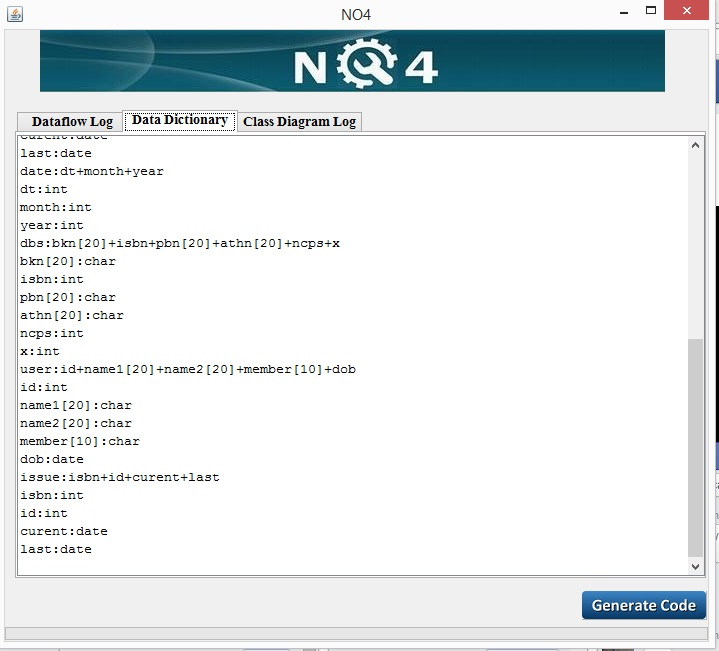 NO4
NO4
Dataflow Log
Data Dictionary
Class Diagram Log
curent:date
last:date
date:dt+month+year
dt:int
month:int
year:int
dbs:bkn[20]+isbn+pbn[20]+athn[20]+ncps+x
bkn[20]:char
isbn:int
pbn[20]:char
athn[20]:char
ncps:int
x:int
user:id+name1[20]+name2[20]+member[10]+dob
id:int
name1[20]:char
name2[20]:char
member[10]:char
dob:date
issue:isbn+id+curent+last
isbn:int
id:int
curent:date
last:date
Generate Code